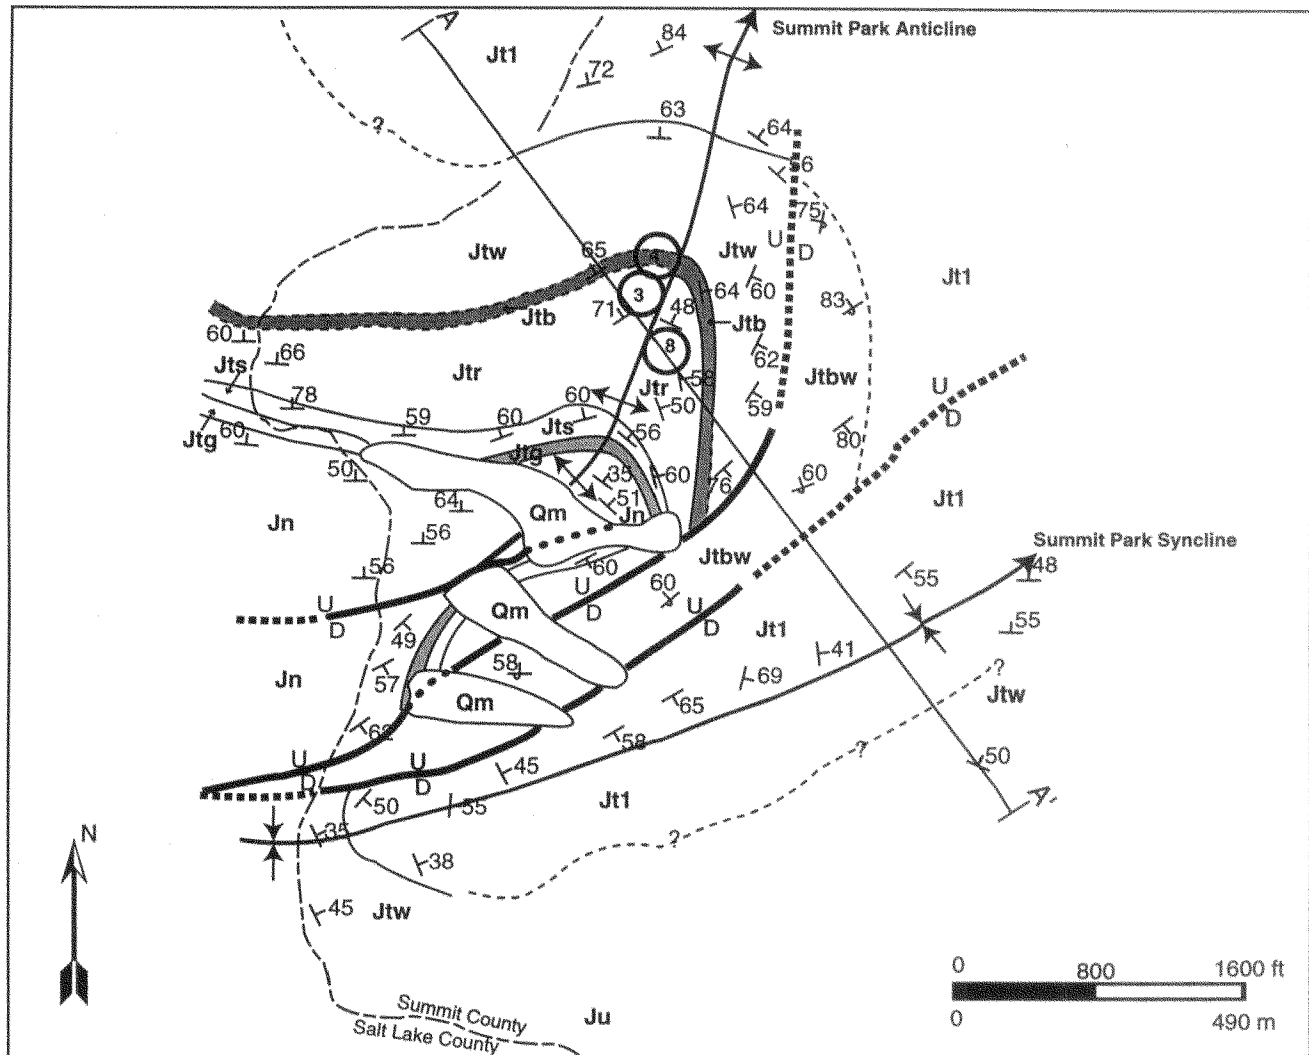 A
Summit Park Anticline
84
Jt1
72
63
?
64
6
64
75
Jtw
Jtw
U
D
65
Jt1
4
3
64
60
83
71
48
Jtb
Jtb
60
8
62
Jts
66
Jtr
58
Jtr
Jtbw
U
D
78
60
50
59
59
60
Jts
56
80
Jtg
60
Jtg
35
60
76
60
50
51
Jt1
64
Jn
Qm
Jn
56
Jtbw
Summit Park Syncline
60
56
60
55
48
U
D
U
D
U
D
Qm
Jt1
55
49
41
?
58
69
Jn
57
Jtw
Qm
65
62
58
?
50
U
D
U
D
45
50
55
Jt1
A'
N
35
?
38
45
Jtw
0
800
1600 ft
Summit County
Ju
0
490 m
Salt Lake County